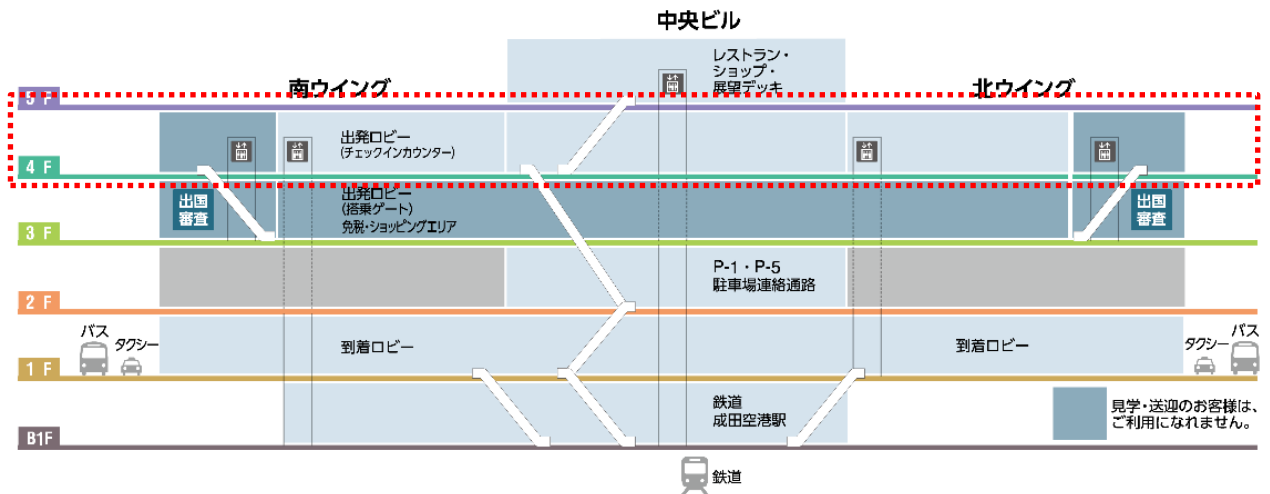 中央ビル
レストラン・
ショップ・
展望デッキ
南ウイング
北ウイング
5 F
出発ロビー
(チェックインカウンター)
4 F
出国
審査
出発ロビー
(搭乗ゲート)
免税・ショッピングエリア
出国
審査
3 F
P-1・P-5
駐車場連絡通路
2 F
バス
タクシー
到着ロビー
到着ロビー
タクシー
バス
1 F
鉄道
成田空港駅
見学・送迎のお客様は、
ご利用になれません。
B1F
鉄道